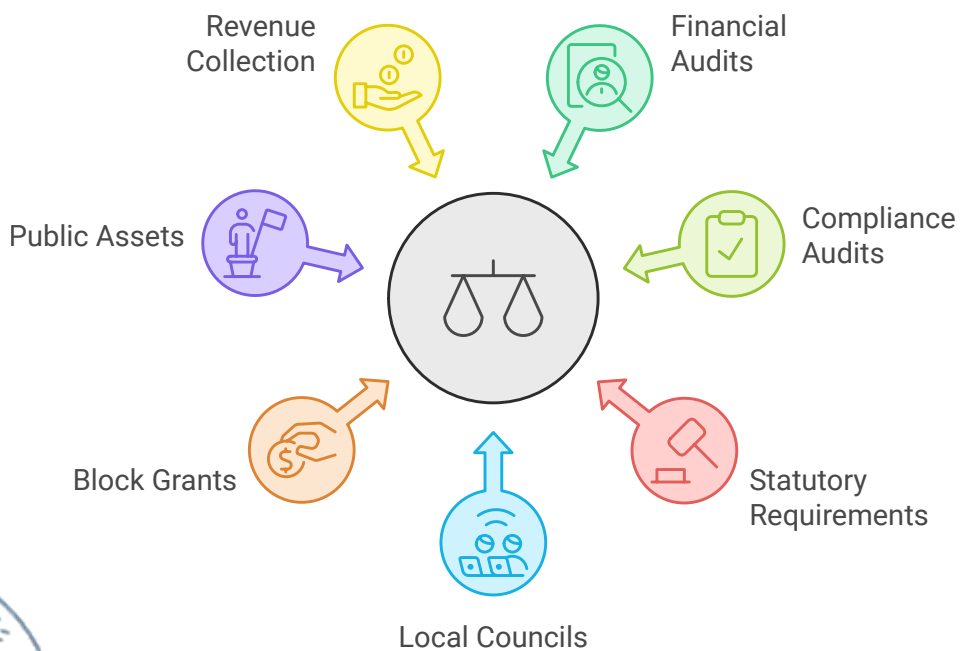 Revenue
Collection
Financial
Audits
Public Assets
Compliance
Audits
Block Grants
Statutory
Requirements
Local Councils